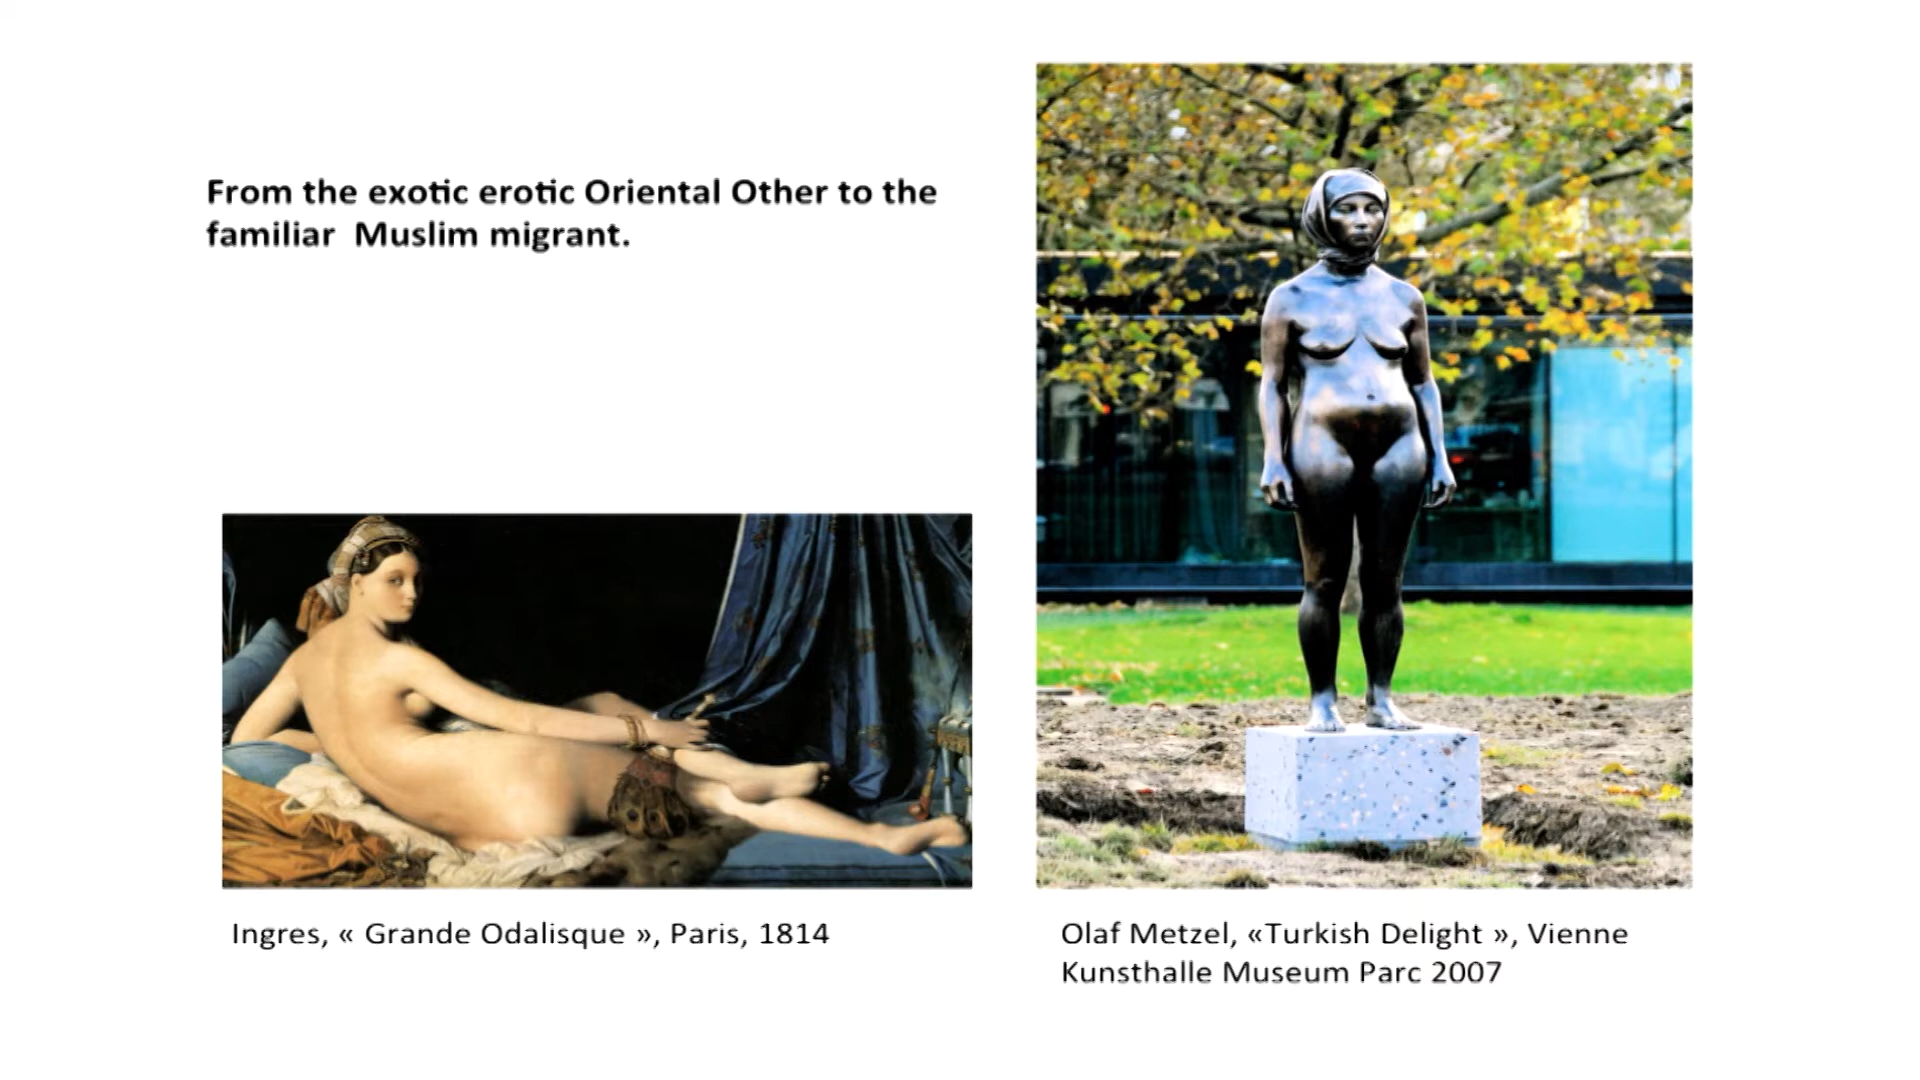 From the exotic erotic Oriental Other to the
familiar  Muslim migrant.
Ingres, « Grande Odalisque », Paris, 1814
Olaf Metzel, «Turkish Delight », Vienne
Kunsthalle Museum Parc 2007